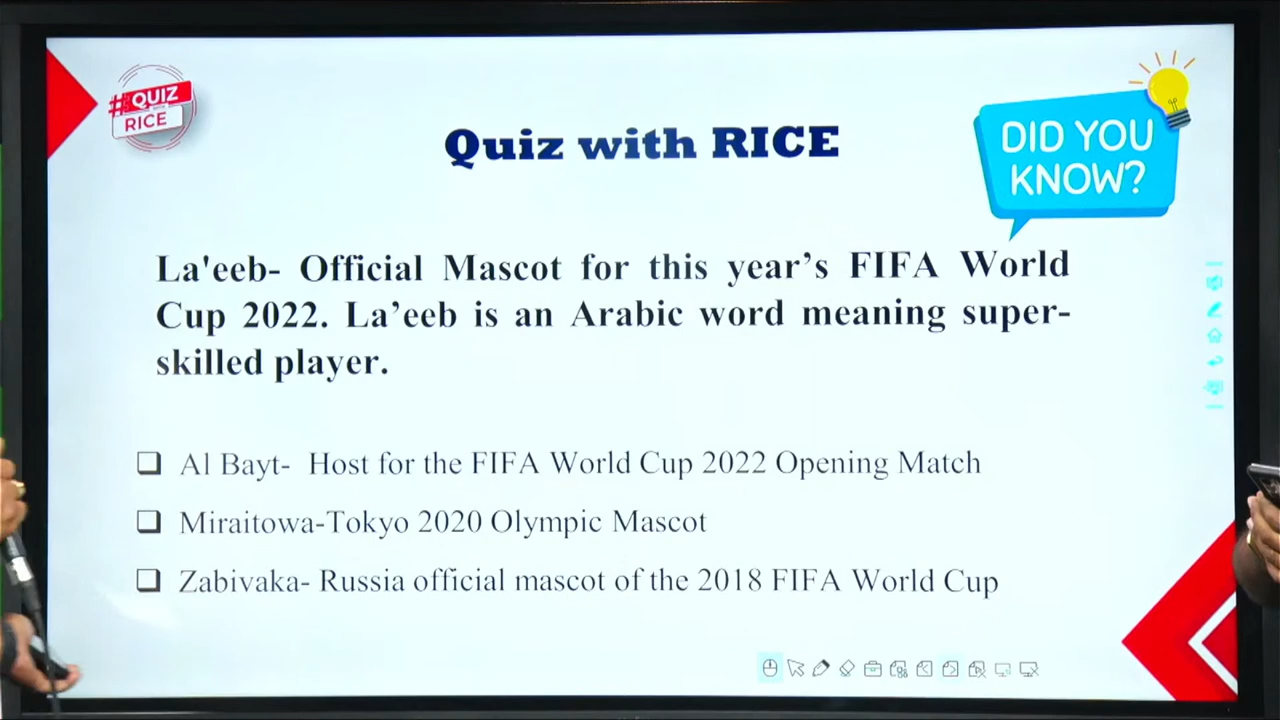 #QUIZ
RICE
Quiz with RICE
DID YOU
KNOW?
La'eeb- Official Mascot for this year’s FIFA World
Cup 2022. La’eeb is an Arabic word meaning super-
skilled player.
Al Bayt- Host for the FIFA World Cup 2022 Opening Match
Miraitowa-Tokyo 2020 Olympic Mascot
Zabivaka- Russia official mascot of the 2018 FIFA World Cup